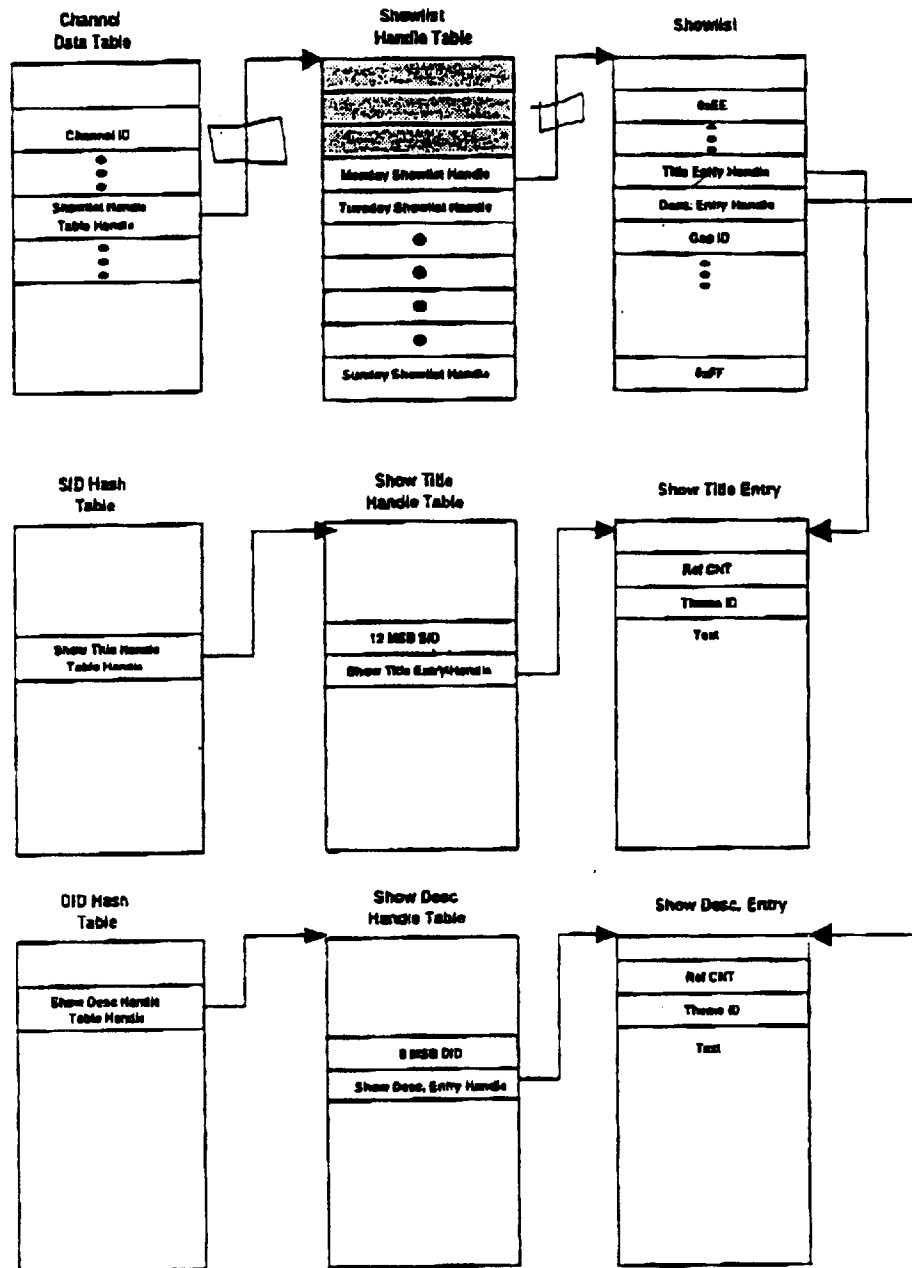 Channel
Data Table
Channel ID
Showlist Handle
Table Handle
Showlist
Handle Table
Monday Showlist Handle
Tuesday Showlist Handle
Sunday Showlist Handle
Showlist
0xEE
Title Entry Handle
Desc. Entry Handle
Gap ID
0xFF
SID Hash
Table
Show Title Handle
Table Handle
Show Title
Handle Table
12 MSB SID
Show Title Entry Handle
Show Title Entry
Ref CNT
Theme ID
Text
DID Hash
Table
Show Desc Handle
Table Handle
Show Desc
Handle Table
8 MSB DID
Show Desc. Entry Handle
Show Desc. Entry
Ref CNT
Theme ID
Text